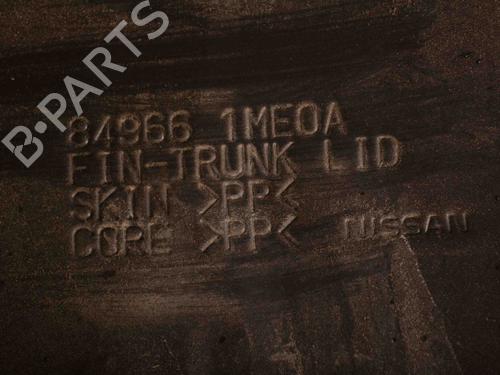 B-PARTS
84966 1ME0A
FIN-TRUNK LID
SKIN >PP<
CORE >PP< NISSAN